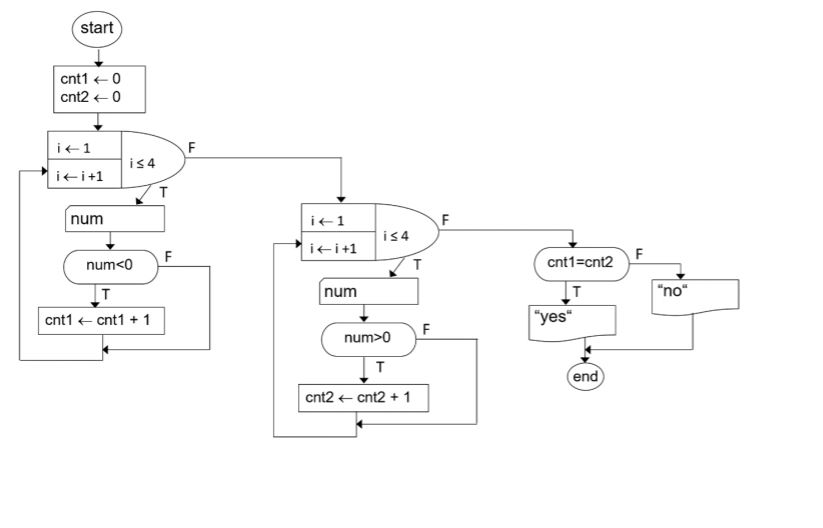 start
cnt1 ← 0
cnt2 ← 0
i ← 1
i ← i +1
i ≤ 4
F
T
num
num<0
F
T
cnt1 ← cnt1 + 1
i ← 1
i ← i +1
i ≤ 4
F
T
num
num>0
F
T
cnt2 ← cnt2 + 1
cnt1=cnt2
F
T
“no“
“yes“
end